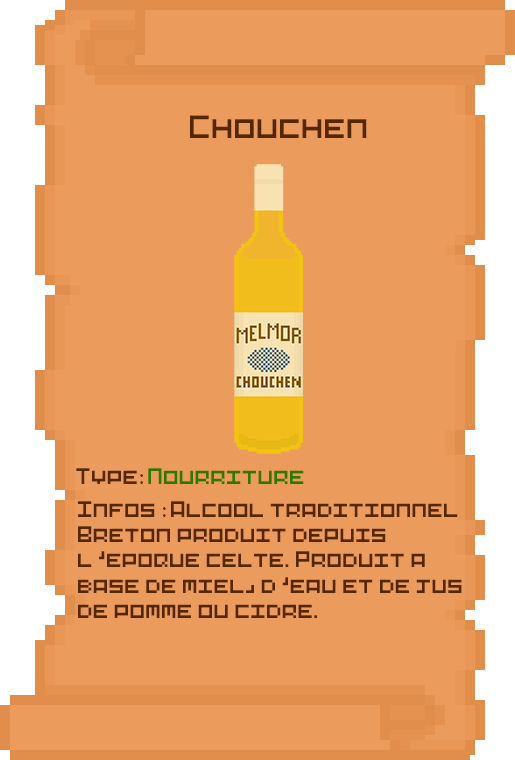 Chouchen
MELMOR
CHOUCHEN
Type: Nourriture
Infos : Alcool traditionnel
Breton produit depuis
l 'epoque celte. Produit a
base de miel, d 'eau et de jus
de pomme ou cidre.